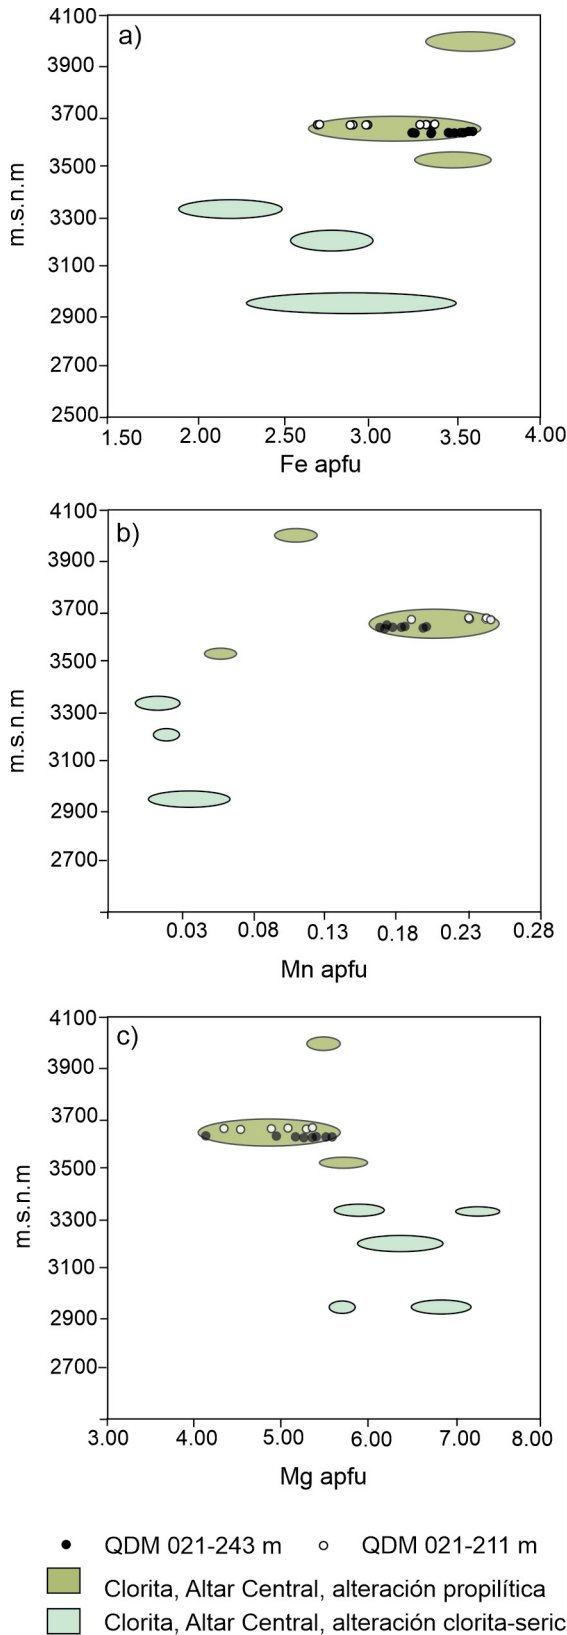 a)
4100
3900
3700
3500
3300
3100
2900
2700
2500
m.s.n.m
1.50 2.00 2.50 3.00 3.50 4.00
Fe apfu
b)
4100
3900
3700
3500
3300
3100
2900
2700
m.s.n.m
0.03 0.08 0.13 0.18 0.23 0.28
Mn apfu
c)
4100
3900
3700
3500
3300
3100
2900
2700
m.s.n.m
3.00 4.00 5.00 6.00 7.00 8.00
Mg apfu
QDM 021-243 m QDM 021-211 m
Clorita, Altar Central, alteración propilítica
Clorita, Altar Central, alteración clorita-seric